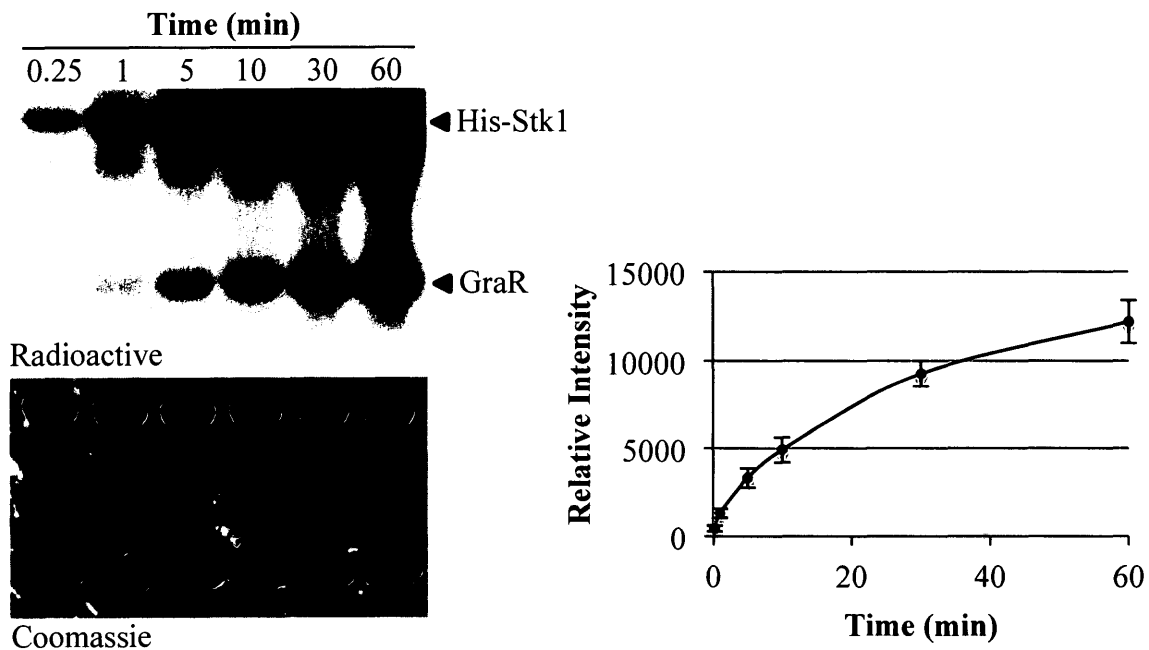 Time (min)
0.25 1 5 10 30 60
His-Stk1
GraR
Radioactive
Coomassie
15000
10000
5000
0
Relative Intensity
0 20 40 60
Time (min)